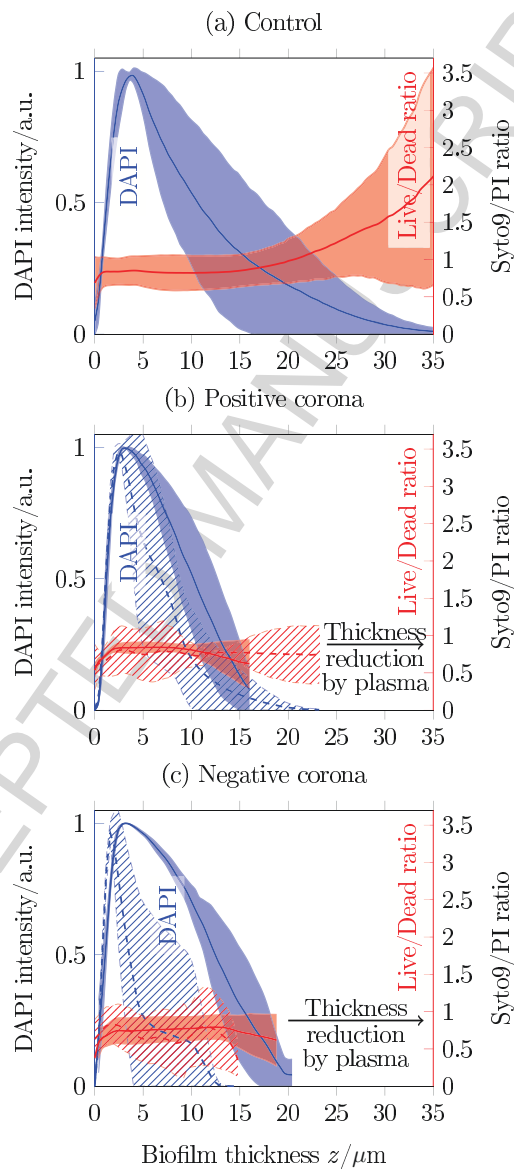 (a) Control
DAPI intensity/a.u.
1
0.5
0
DAPI
Live/Dead ratio
3.5
3
2.5
2
1.5
1
0.5
0
Syto9/PI ratio
0 5 10 15 20 25 30 35
(b) Positive corona
DAPI intensity/a.u.
1
0.5
0
DAPI
Live/Dead ratio
Thickness
reduction
by plasma
3.5
3
2.5
2
1.5
1
0.5
0
Syto9/PI ratio
0 5 10 15 20 25 30 35
(c) Negative corona
DAPI intensity/a.u.
1
0.5
0
DAPI
Live/Dead ratio
Thickness
reduction
by plasma
3.5
3
2.5
2
1.5
1
0.5
0
Syto9/PI ratio
0 5 10 15 20 25 30 35
Biofilm thickness z/μm